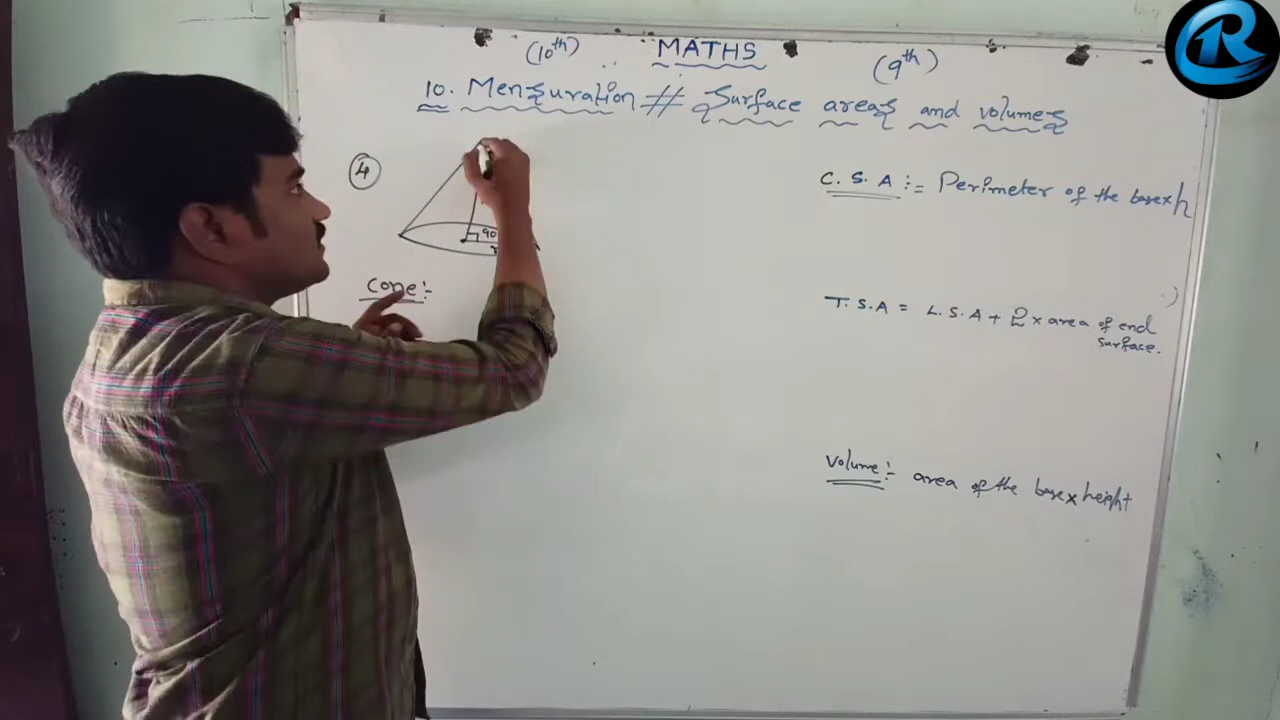 (10th) MATHS (9th)
10. Mensuration // Surface areas and volumes
4
90
r
Cone:-
C.S.A := Perimeter of the base x h
T.S.A = L.S.A + 2 x area of end
surface.
Volume:- area of the base x height
R